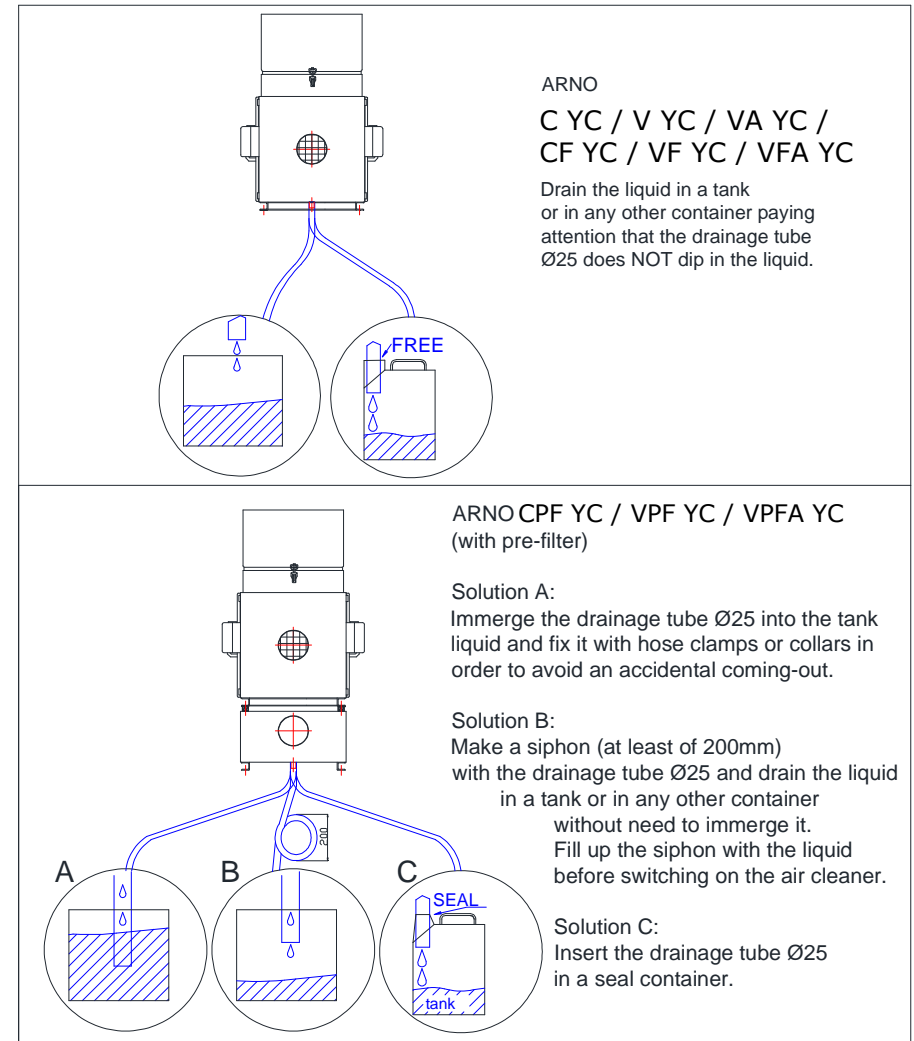 ARNO
C YC / V YC / VA YC /
CF YC / VF YC / VFA YC
Drain the liquid in a tank
or in any other container paying
attention that the drainage tube
Ø25 does NOT dip in the liquid.
FREE
ARNO CPF YC / VPF YC / VPFA YC
(with pre-filter)
Solution A:
Immerge the drainage tube Ø25 into the tank
liquid and fix it with hose clamps or collars in
order to avoid an accidental coming-out.
Solution B:
Make a siphon (at least of 200mm)
with the drainage tube Ø25 and drain the liquid
in a tank or in any other container
without need to immerge it.
Fill up the siphon with the liquid
before switching on the air cleaner.
Solution C:
Insert the drainage tube Ø25
in a seal container.
200
A
B
C
SEAL
tank